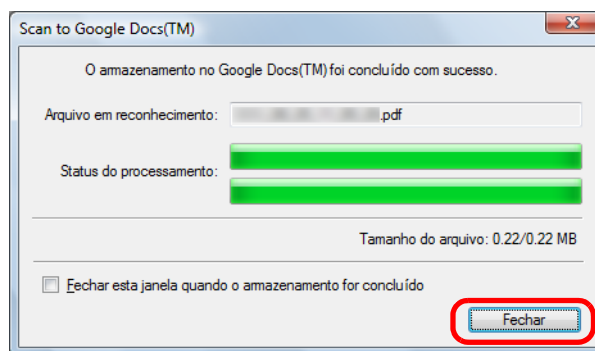 Scan to Google Docs(TM)
O armazenamento no Google Docs(TM) foi concluído com sucesso.
Arquivo em reconhecimento: .pdf
Status do processamento:
Tamanho do arquivo: 0.22/0.22 MB
Fechar esta janela quando o armazenamento for concluído
Fechar